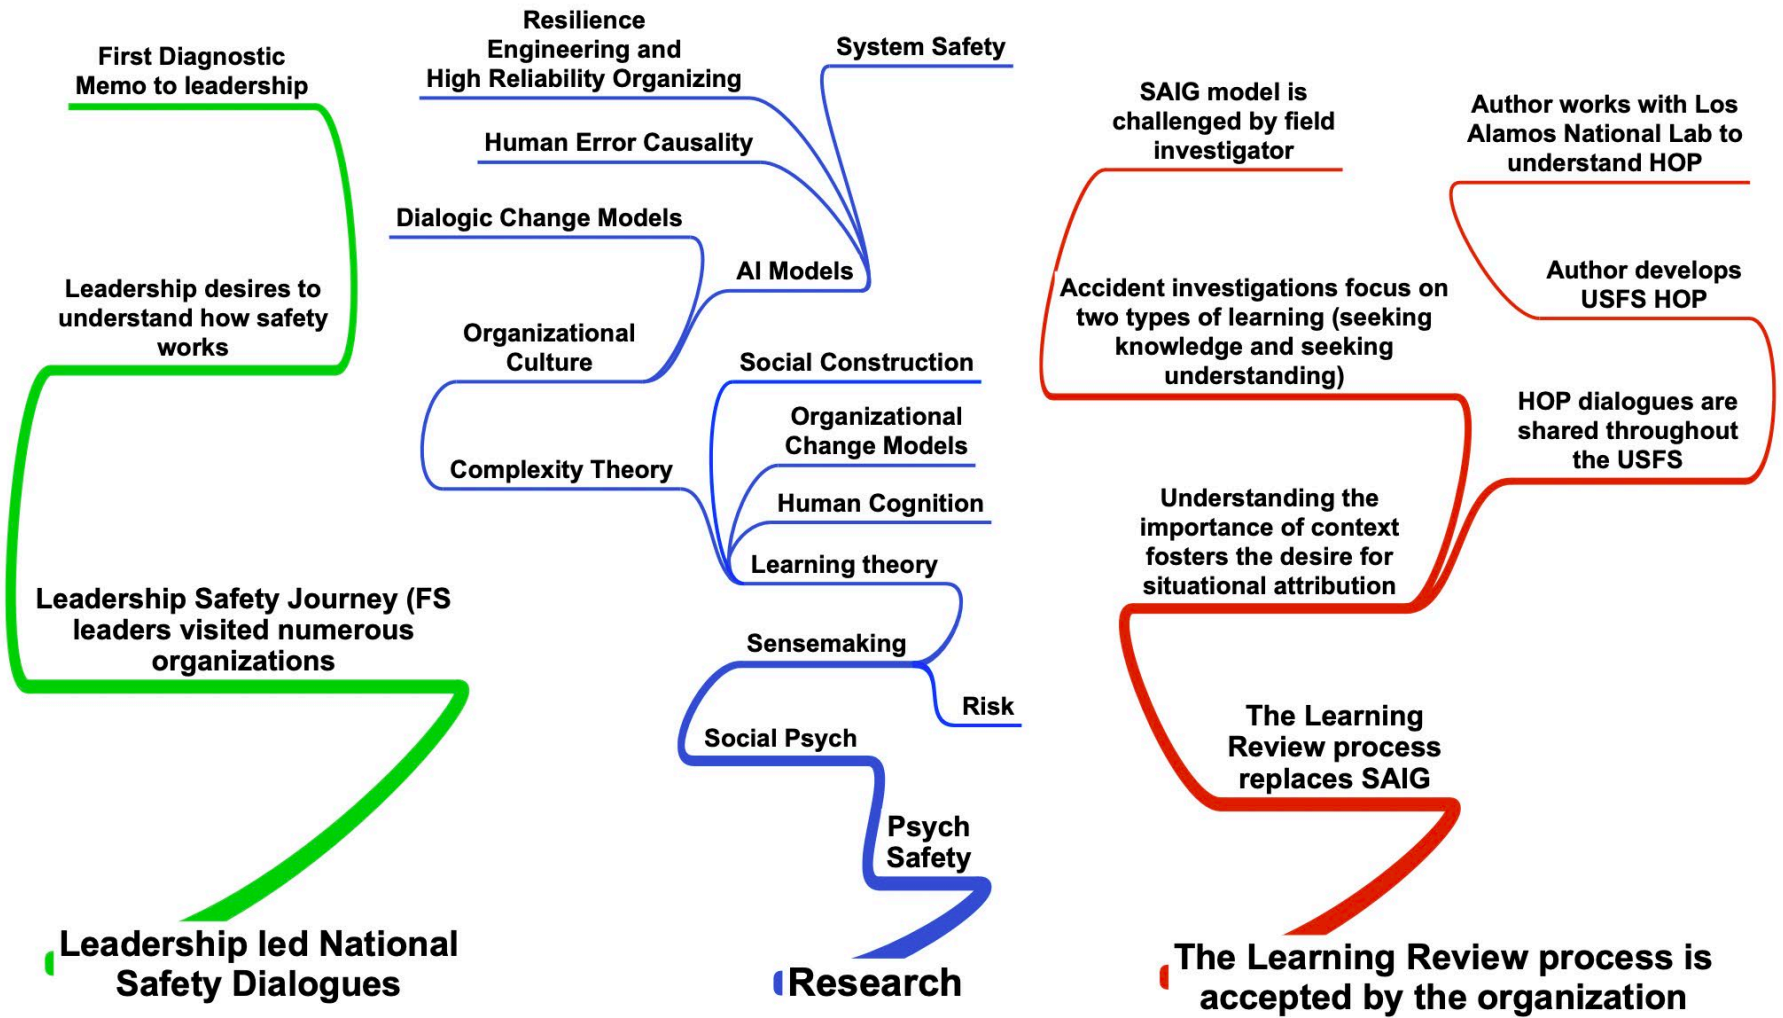 First Diagnostic
Memo to leadership
Leadership desires to
understand how safety
works
Leadership Safety Journey (FS
leaders visited numerous
organizations
Leadership led National
Safety Dialogues
Resilience
Engineering and
High Reliability Organizing
System Safety
Human Error Causality
Dialogic Change Models
AI Models
Organizational
Culture
Social Construction
Organizational
Change Models
Complexity Theory
Human Cognition
Learning theory
Sensemaking
Risk
Social Psych
Psych
Safety
Research
SAIG model is
challenged by field
investigator
Author works with Los
Alamos National Lab to
understand HOP
Accident investigations focus on
two types of learning (seeking
knowledge and seeking
understanding)
Author develops
USFS HOP
HOP dialogues are
shared throughout
the USFS
Understanding the
importance of context
fosters the desire for
situational attribution
The Learning
Review process
replaces SAIG
The Learning Review process is
accepted by the organization